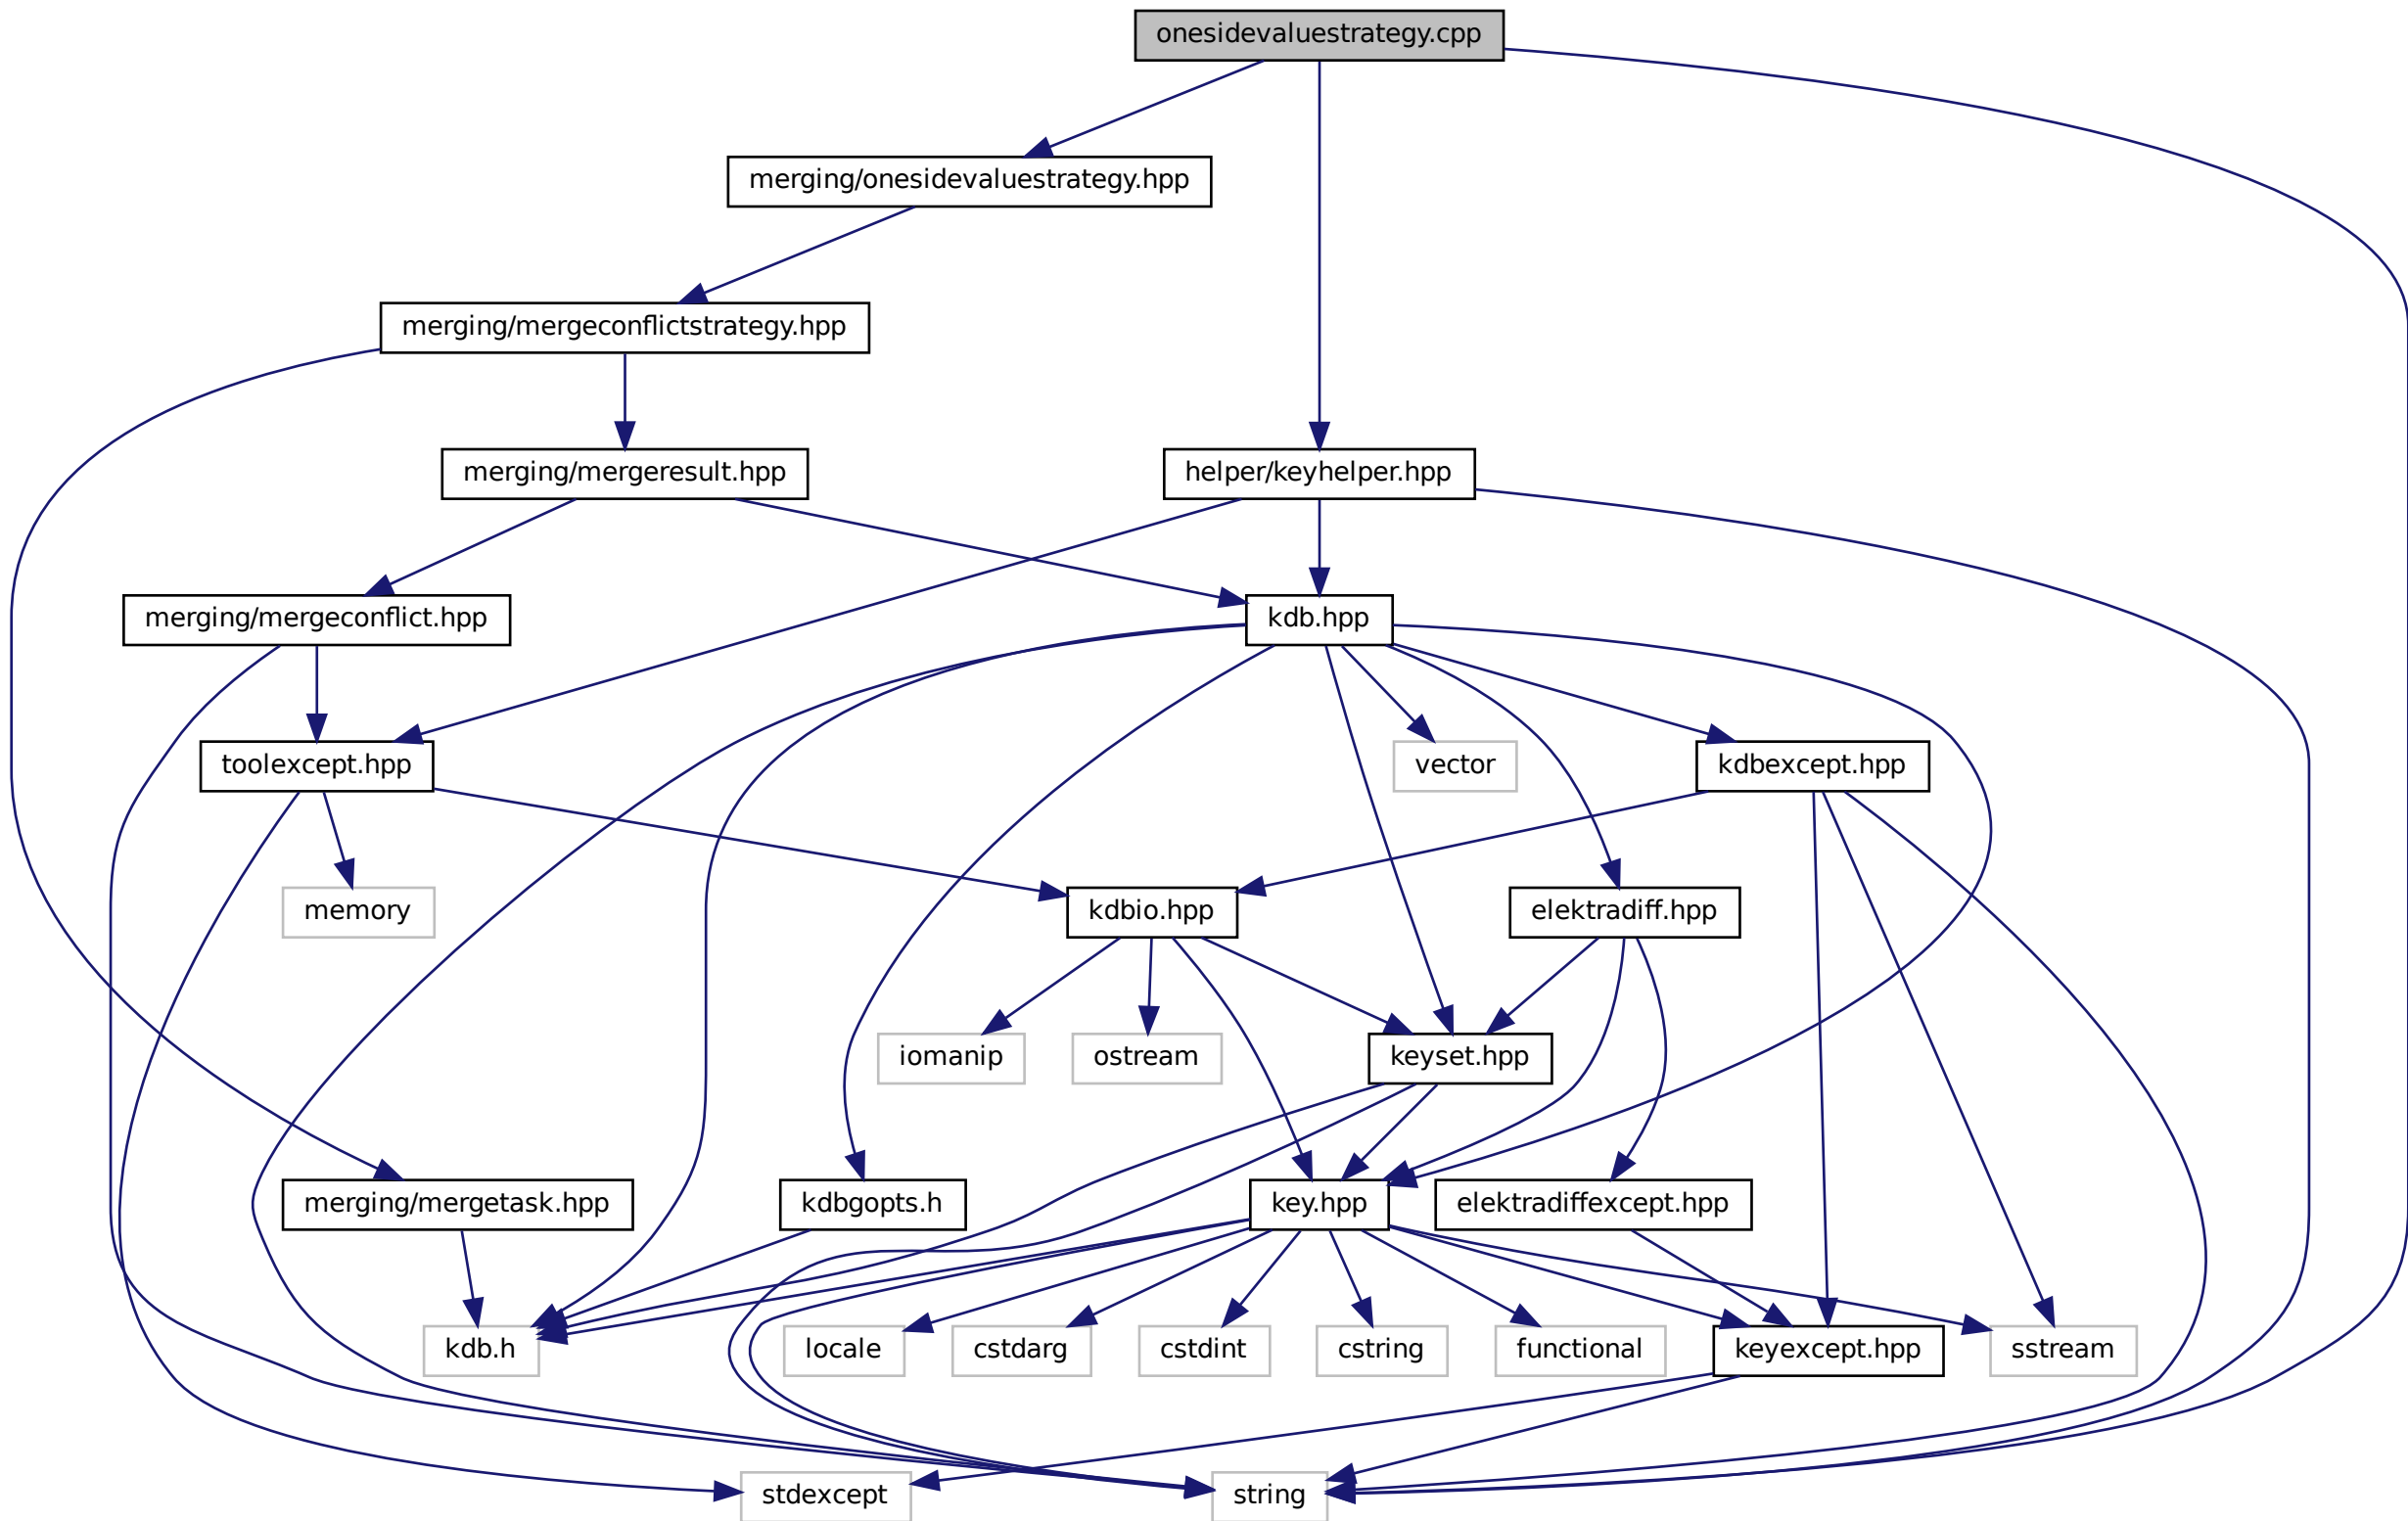 onesidevaluestrategy.cpp
merging/onesidevaluestrategy.hpp
merging/mergeconflictstrategy.hpp
merging/mergeresult.hpp
helper/keyhelper.hpp
merging/mergeconflict.hpp
kdb.hpp
toolexcept.hpp
vector
kdbexcept.hpp
memory
kdbio.hpp
elektradiff.hpp
iomanip
ostream
keyset.hpp
merging/mergetask.hpp
kdbgopts.h
key.hpp
elektradiffexcept.hpp
kdb.h
locale
cstdarg
cstdint
cstring
functional
keyexcept.hpp
sstream
stdexcept
string